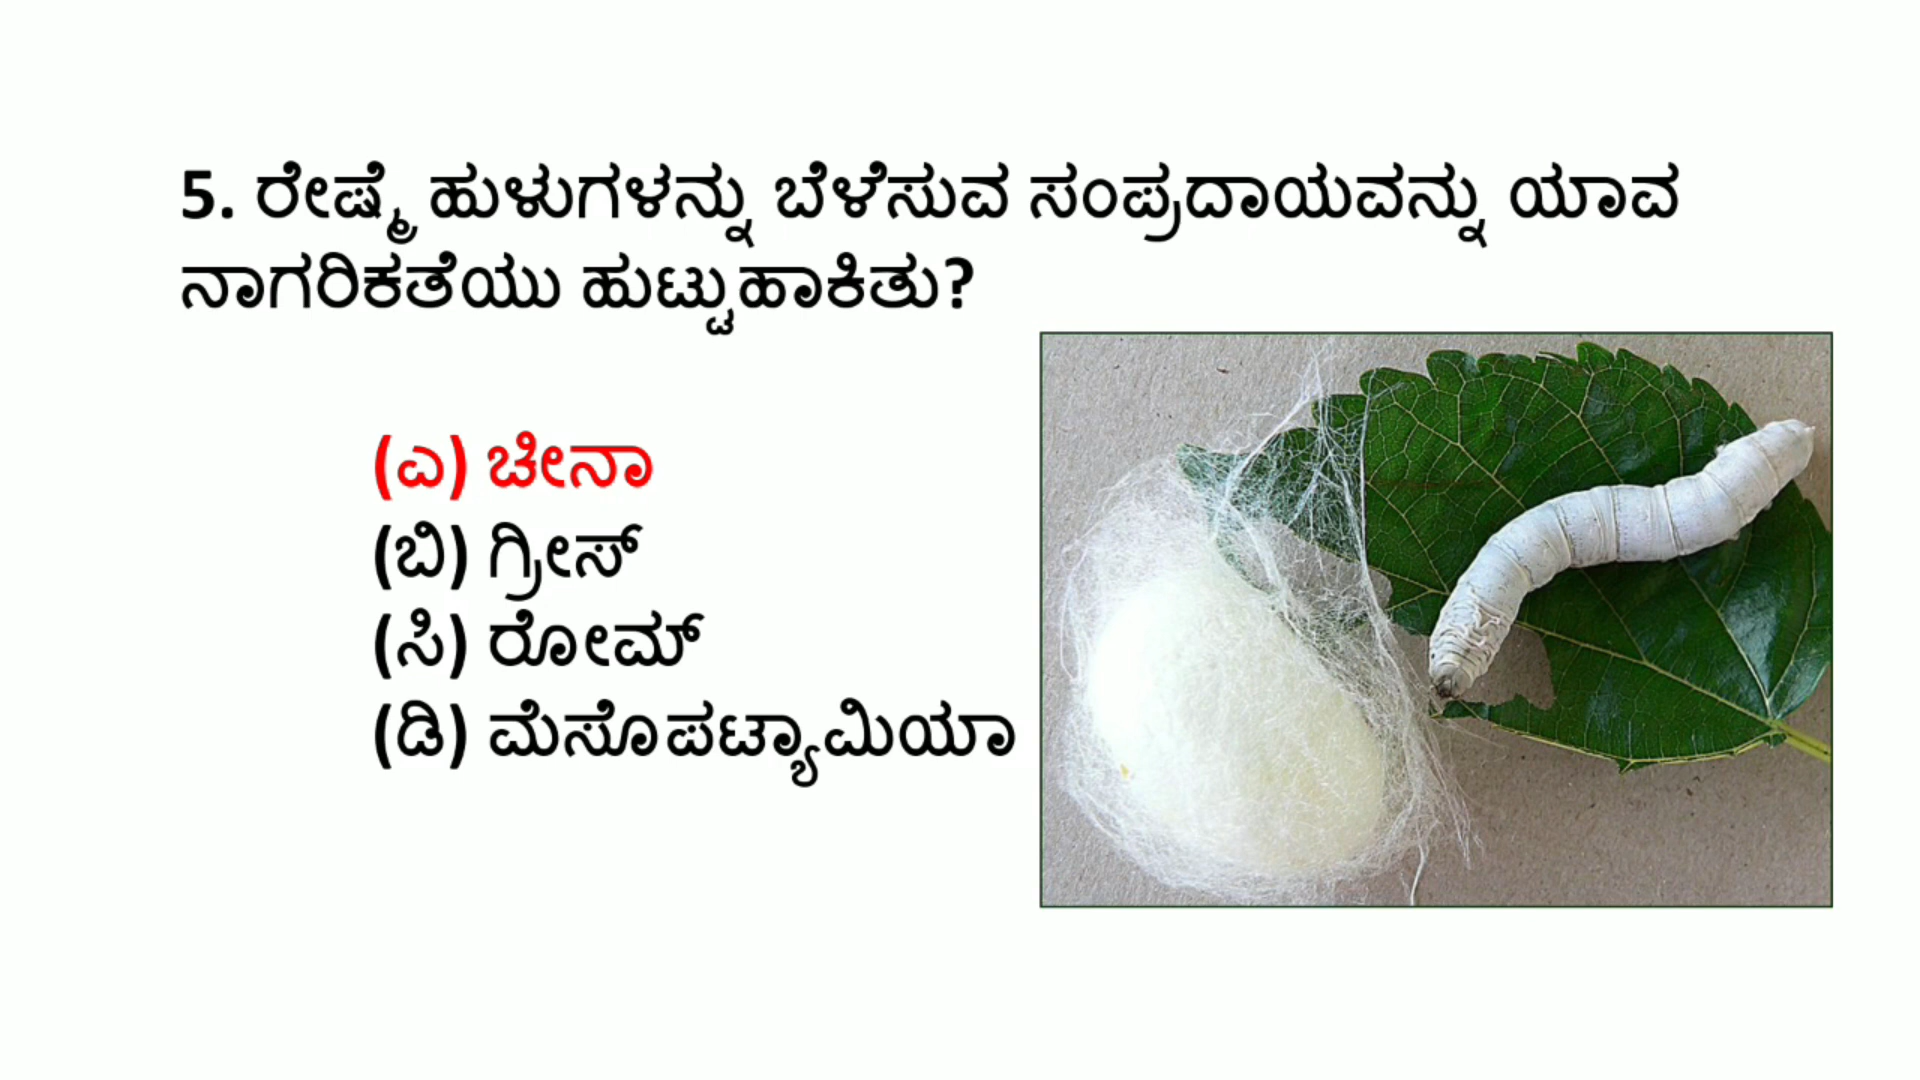 5. ರೇಷ್ಮೆ ಹುಳುಗಳನ್ನು ಬೆಳೆಸುವ ಸಂಪ್ರದಾಯವನ್ನು ಯಾವ
ನಾಗರಿಕತೆಯು ಹುಟ್ಟುಹಾಕಿತು?
(ಎ) ಚೀನಾ
(ಬಿ) ಗ್ರೀಸ್
(ಸಿ) ರೋಮ್
(ಡಿ) ಮೆಸೊಪಟ್ಯಾಮಿಯಾ